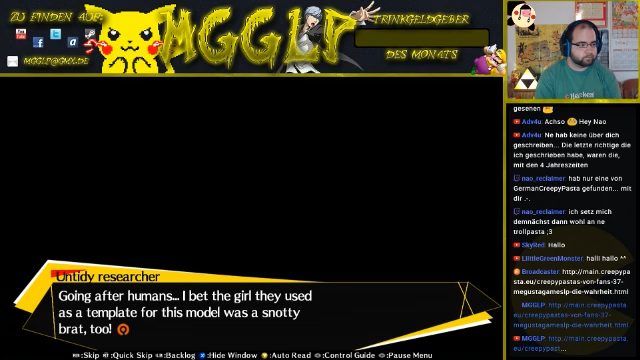 ZU FINDEN AUF:
MGGLP@GMX.DE
MGGLP
TRINKGELDGEBER
DES MONATS
gesenen
Adv4u: Achso Hey Nao
Adv4u: Ne hab keine über dich
geschreiben... Die letzte richtige die
ich geschrieben habe, waren die,
mit den 4 Jahreszeiten
nao_reclaimer: hab nur eine von
GermanCreepyPasta gefunden... mit
dir .-.
nao_reclaimer: ich setz mich
demnächst dann wohl an ne
trollpasta ;3
SkyRed: Hallo
LlittleGreenMonster: halli hallo ^^
Broadcaster: http://main.creepypasta.
eu/creepypastas-von-fans-37-
megustagameslp-die-wahrheit.html
MGGLP: http://main.creepypasta.
eu/creepypastas-von-fans-37-
megustagameslp-die-wahrheit.html
MGGLP: http://main.creepypasta.
eu/creepypast...
Untidy researcher
Going after humans... I bet the girl they used
as a template for this model was a snotty
brat, too!
:Skip :Quick Skip :Backlog :Hide Window :Auto Read :Control Guide :Pause Menu